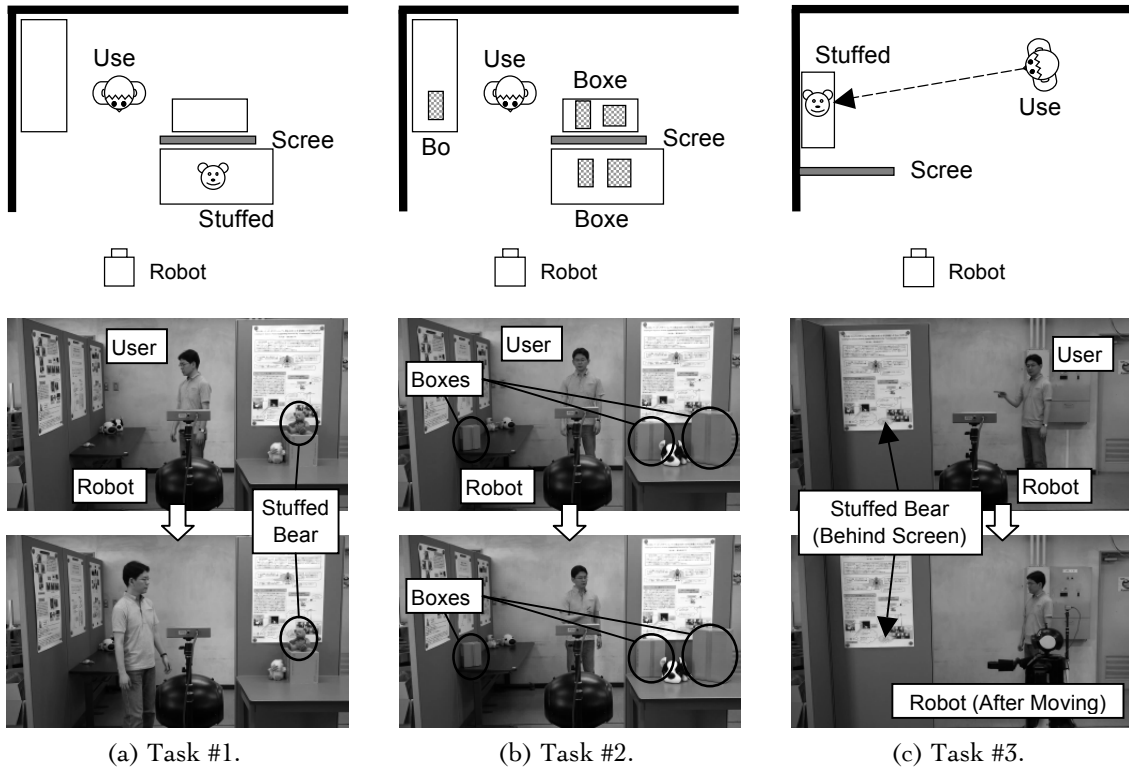 Use
Scree
Stuffed
Robot
(a) Task #1.
Use
Boxe
Bo
Scree
Boxe
Robot
(b) Task #2.
Stuffed
Use
Scree
Robot
(c) Task #3.
User
Robot
Stuffed
Bear
User
Boxes
Robot
Boxes
User
Robot
Stuffed Bear
(Behind Screen)
Robot (After Moving)